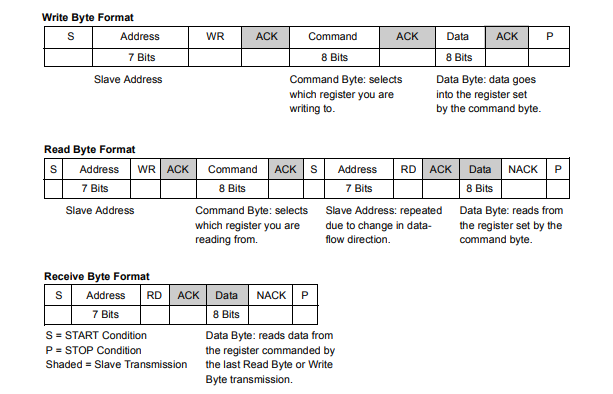 Write Byte Format
S Address WR ACK Command ACK Data ACK P
7 Bits 8 Bits 8 Bits
Slave Address Command Byte: selects Data Byte: data goes
which register you are into the register set
writing to. by the command byte.
Read Byte Format
S Address WR ACK Command ACK S Address RD ACK Data NACK P
7 Bits 8 Bits 7 Bits 8 Bits
Slave Address Command Byte: selects Slave Address: repeated Data Byte: reads from
which register you are due to change in data- the register set by the
reading from. flow direction. command byte.
Receive Byte Format
S Address RD ACK Data NACK P
7 Bits 8 Bits
S = START Condition Data Byte: reads data from
P = STOP Condition the register commanded by
Shaded = Slave Transmission the last Read Byte or Write
Byte transmission.